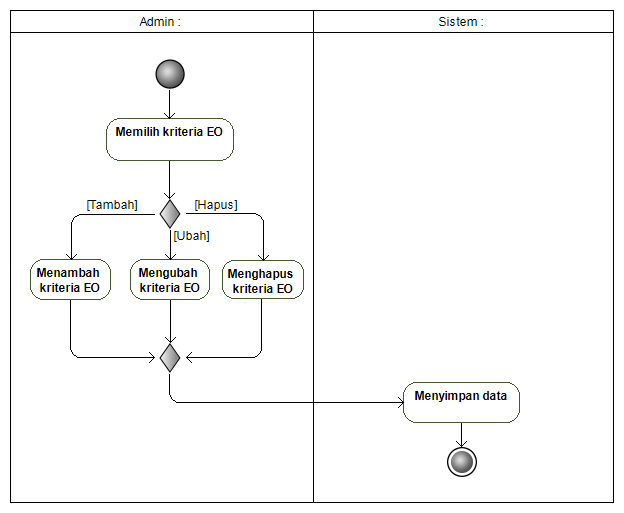 Admin :
Sistem :
Memilih kriteria EO
[Tambah]
[Hapus]
[Ubah]
Menambah
kriteria EO
Mengubah
kriteria EO
Menghapus
kriteria EO
Menyimpan data